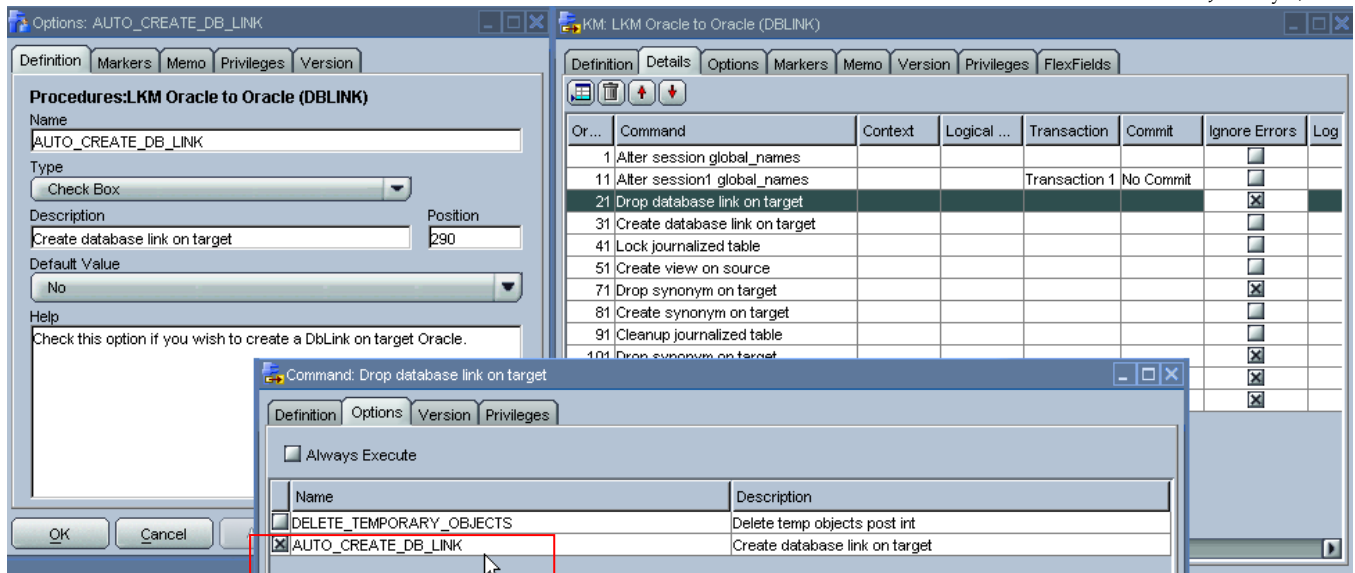 Options: AUTO_CREATE_DB_LINK
Definition Markers Memo Privileges Version
Procedures:LKM Oracle to Oracle (DBLINK)
Name
AUTO_CREATE_DB_LINK
Type
Check Box
Description Position
Create database link on target 290
Default Value
No
Help
Check this option if you wish to create a DbLink on target Oracle.
OK Cancel
KM: LKM Oracle to Oracle (DBLINK)
Definition Details Options Markers Memo Version Privileges FlexFields
Or... Command Context Logical ... Transaction Commit Ignore Errors Log
1 Alter session global_names
11 Alter session1 global_names Transaction 1 No Commit
21 Drop database link on target
31 Create database link on target
41 Lock journalized table
51 Create view on source
71 Drop synonym on target
81 Create synonym on target
91 Cleanup journalized table
101 Drop synonym on target
Command: Drop database link on target
Definition Options Version Privileges
Always Execute
Name Description
DELETE_TEMPORARY_OBJECTS Delete temp objects post int
AUTO_CREATE_DB_LINK Create database link on target